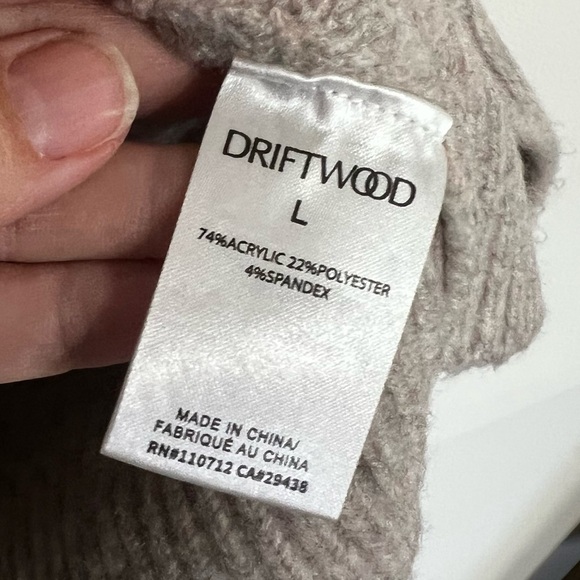 DRIFTWOOD
L
74%ACRYLIC 22%POLYESTER
4%SPANDEX
MADE IN CHINA/
FABRIQUÉ AU CHINA
RN#110712 CA#29438